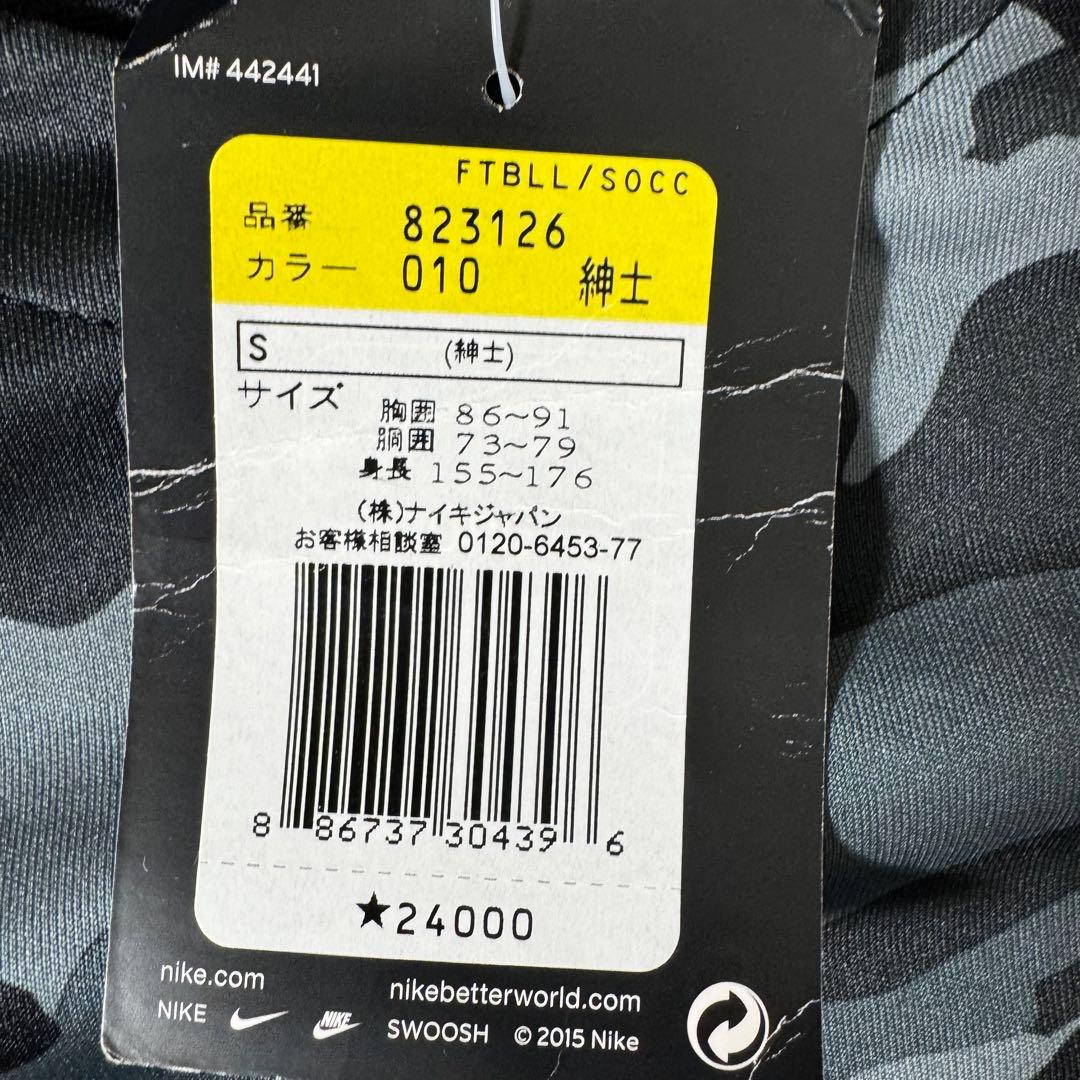 IM# 442441
FTBLL/SOCC
品番 823126
カラー 010 紳士
S (紳士)
サイズ 胸囲 86~91
胴囲 73~79
身長 155~176
(株)ナイキジャパン
お客様相談室 0120-6453-77
8 86737 30439 6
★24000
nike.com nikebetterworld.com
NIKE NIKE SWOOSH © 2015 Nike